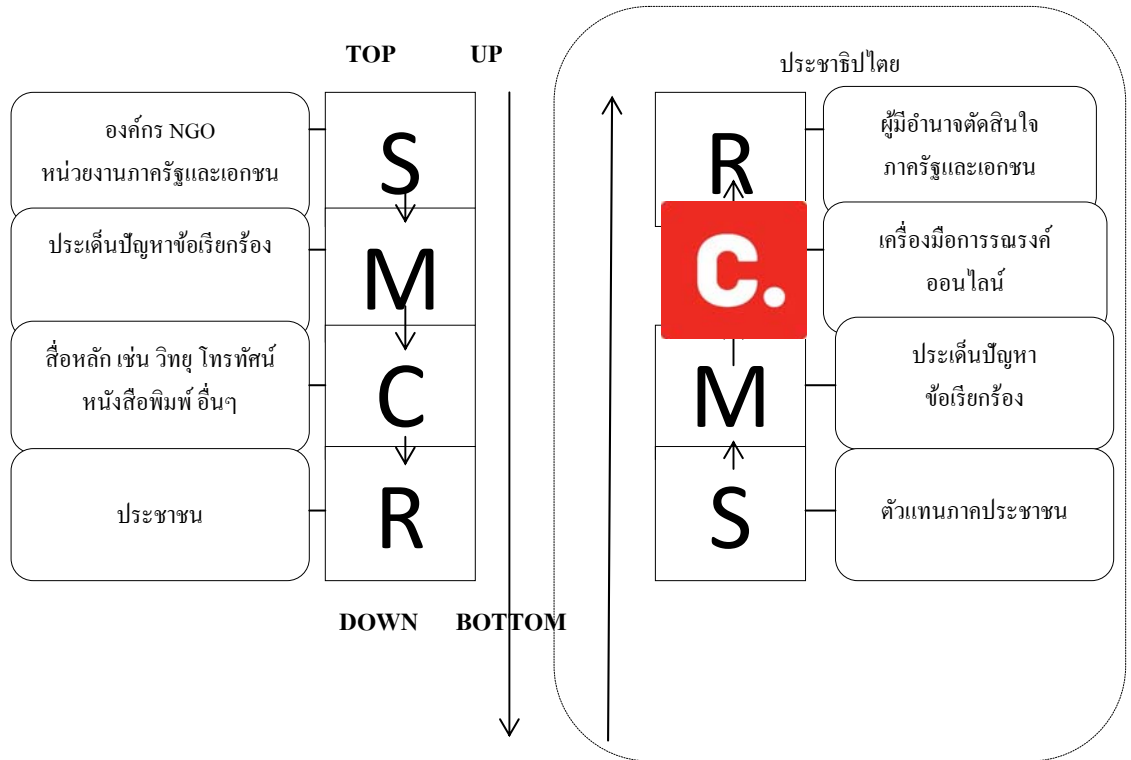 TOP UP
ประชาธิปไตย
องค์กร NGO
หน่วยงานภาครัฐและเอกชน
S
ประเด็นปัญหาข้อเรียกร้อง
M
สื่อหลัก เช่น วิทยุ โทรทัศน์
หนังสือพิมพ์ อื่นๆ
C
ประชาชน
R
DOWN BOTTOM
R
ผู้มีอำนาจตัดสินใจ
ภาครัฐและเอกชน
C.
เครื่องมือการรณรงค์
ออนไลน์
M
ประเด็นปัญหา
ข้อเรียกร้อง
S
ตัวแทนภาคประชาชน